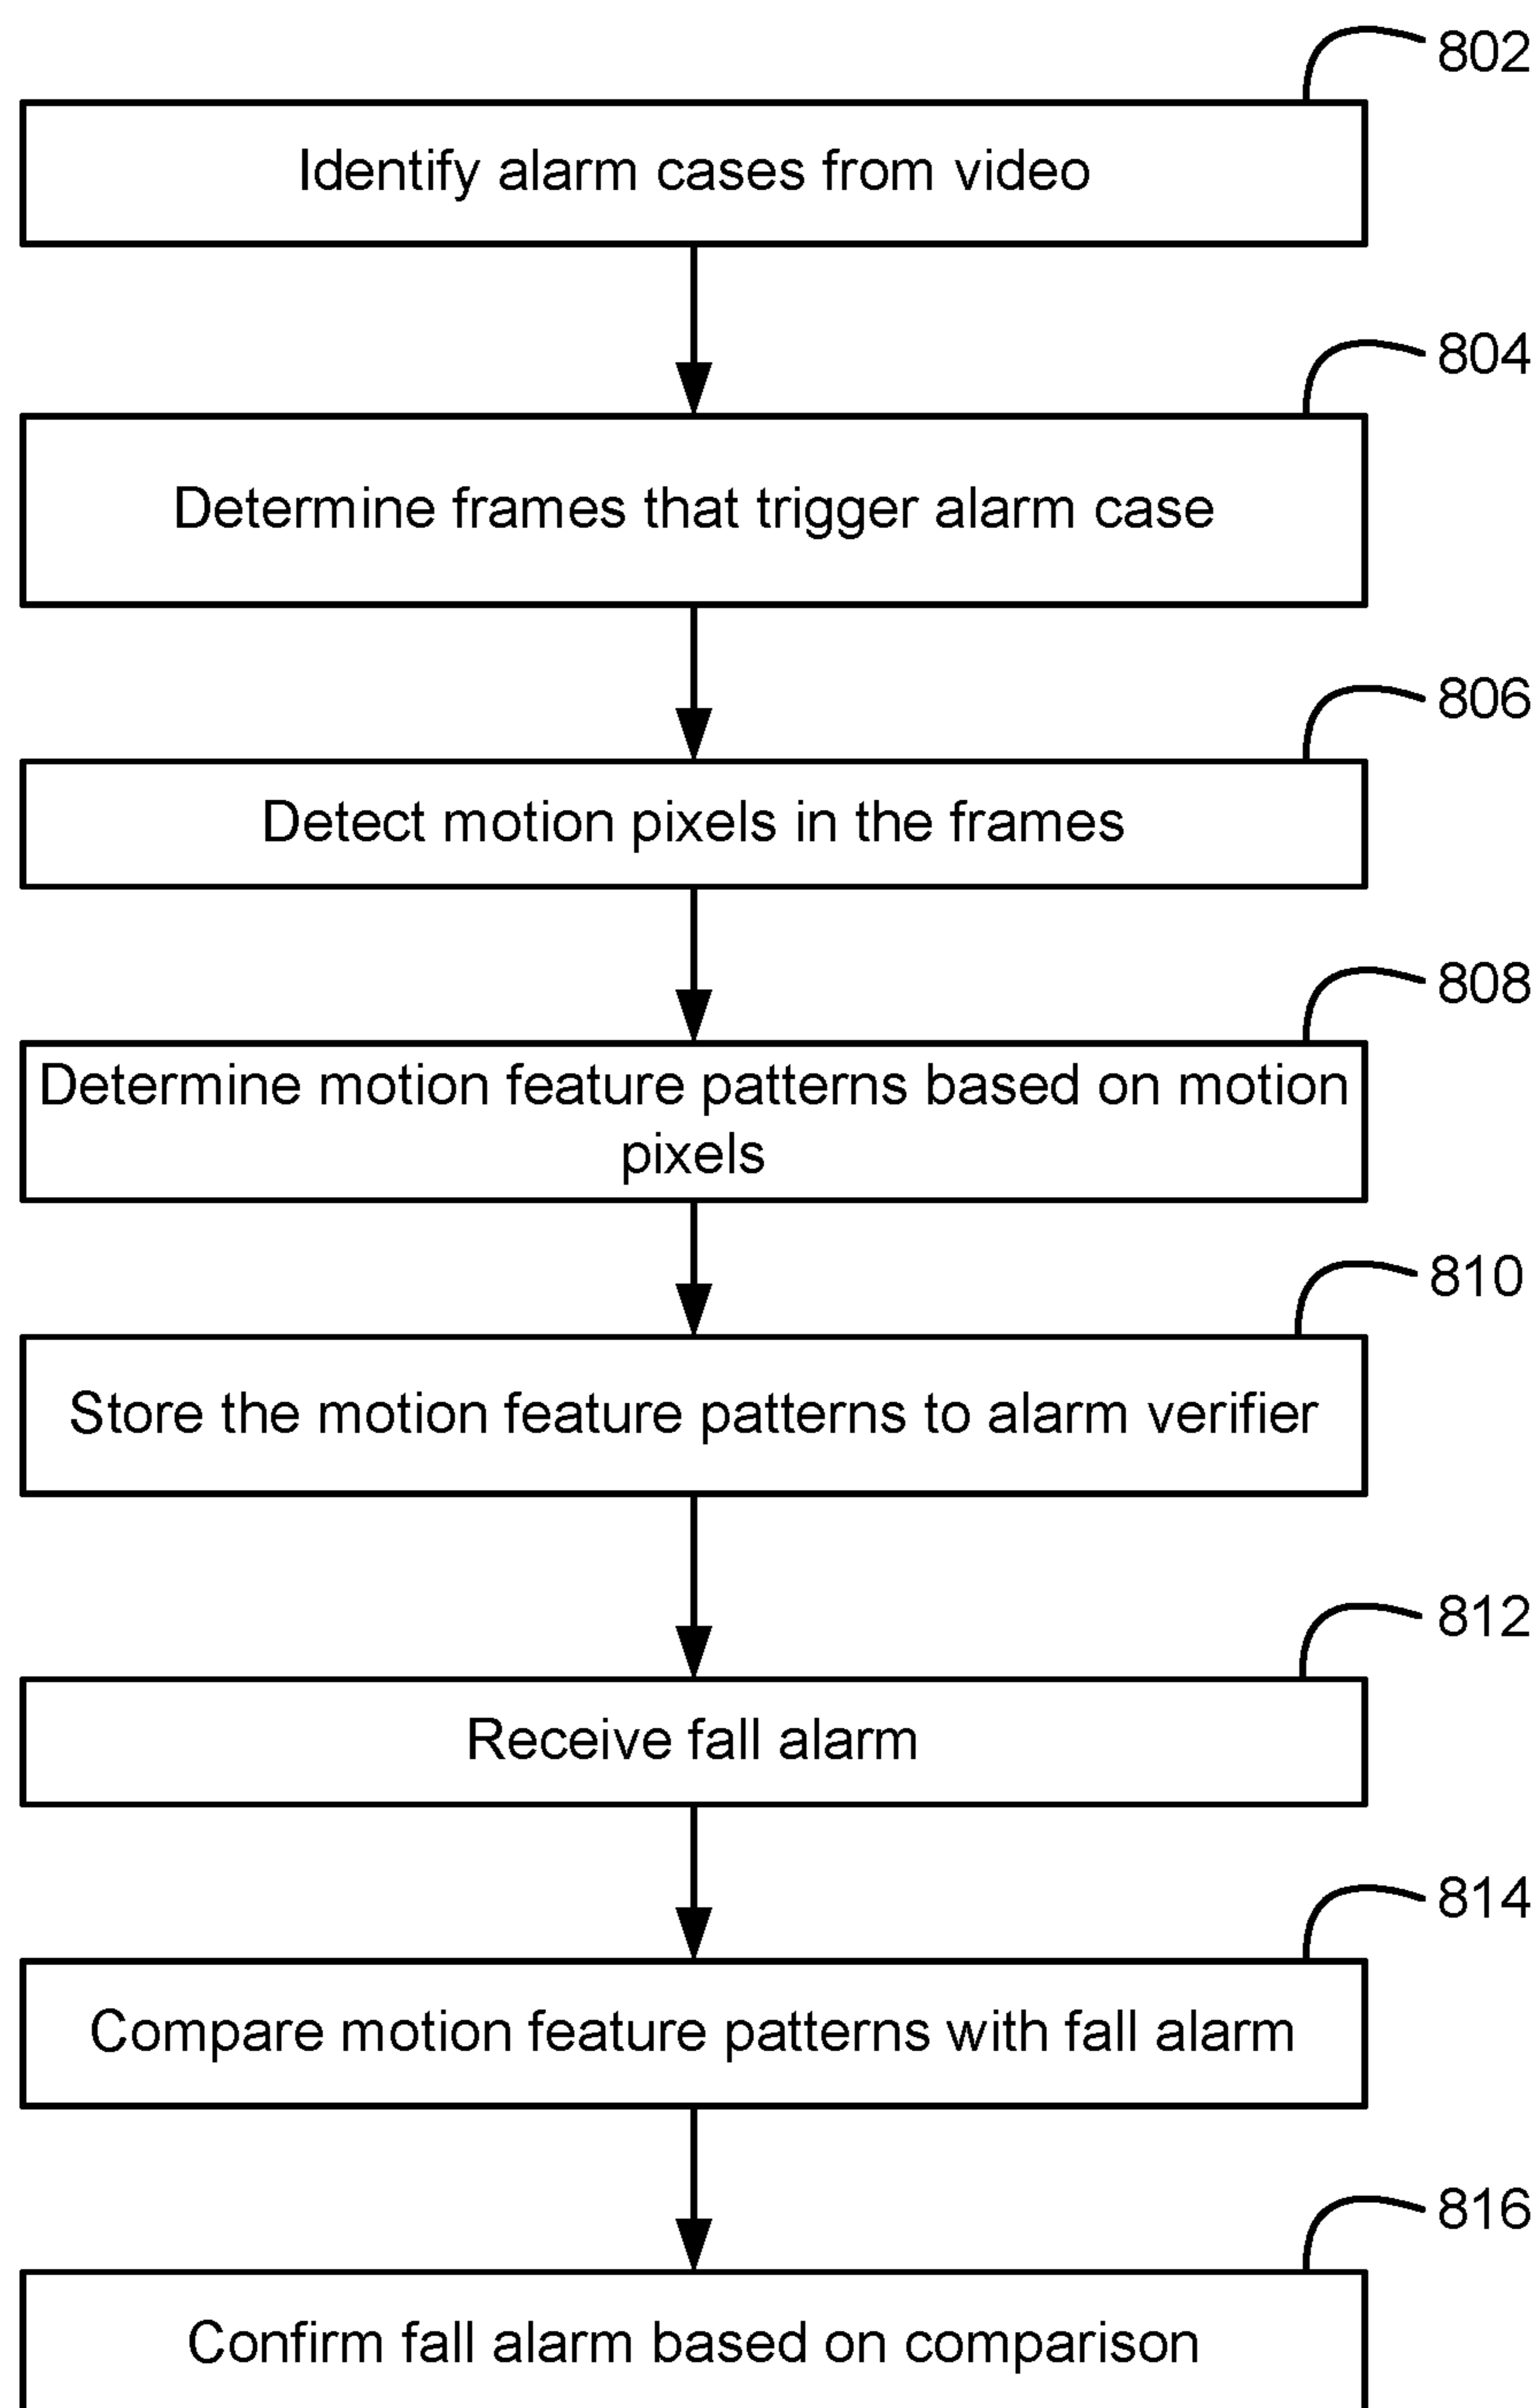 802
Identify alarm cases from video
804
Determine frames that trigger alarm case
806
Detect motion pixels in the frames
808
Determine motion feature patterns based on motion
pixels
810
Store the motion feature patterns to alarm verifier
812
Receive fall alarm
814
Compare motion feature patterns with fall alarm
816
Confirm fall alarm based on comparison